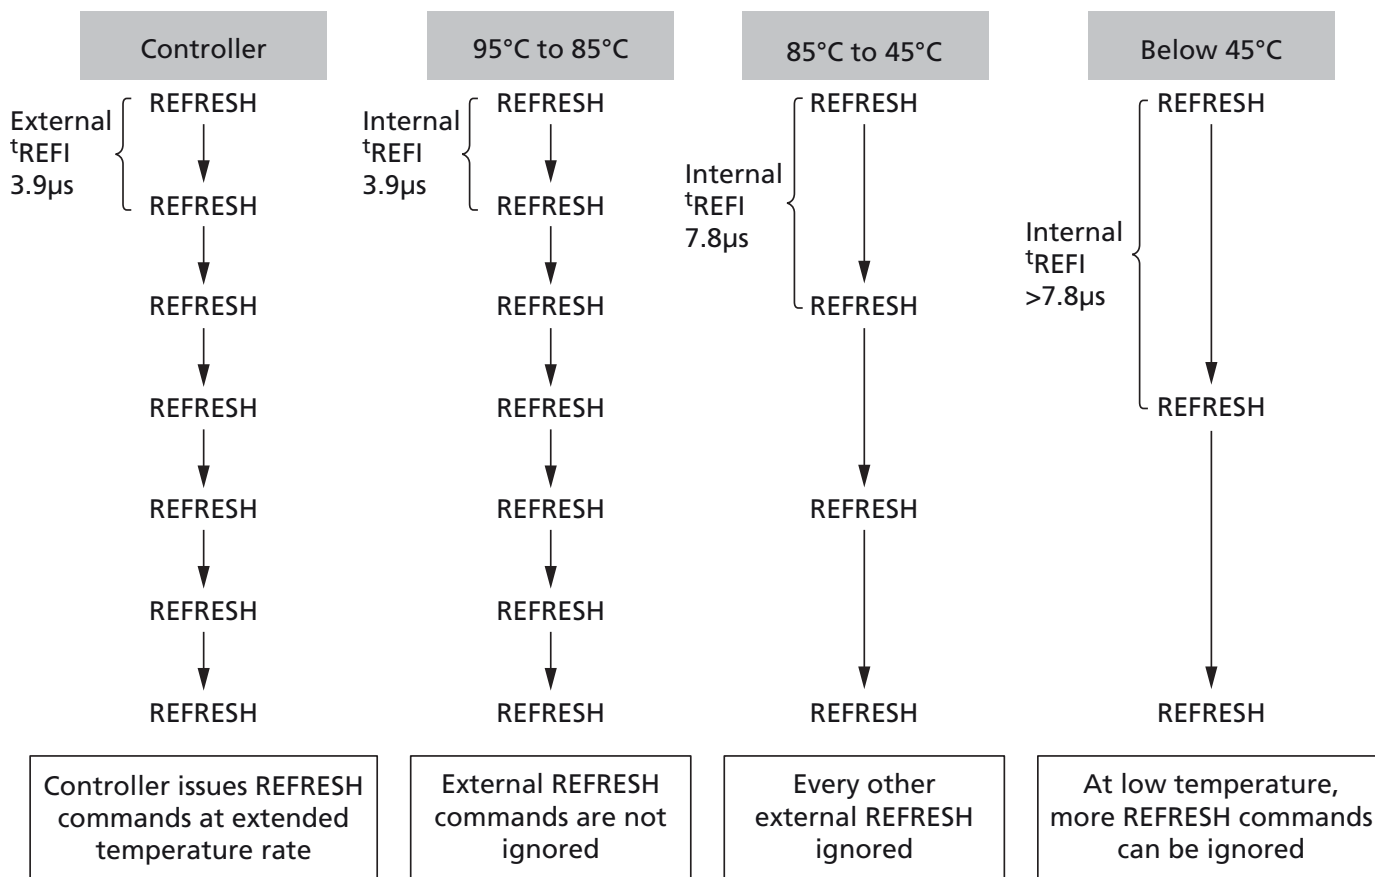 Controller
95°C to 85°C
85°C to 45°C
Below 45°C
External
tREFI
3.9µs
REFRESH
REFRESH
REFRESH
REFRESH
REFRESH
REFRESH
REFRESH
Internal
tREFI
3.9µs
REFRESH
REFRESH
REFRESH
REFRESH
REFRESH
REFRESH
REFRESH
Internal
tREFI
7.8µs
REFRESH
REFRESH
REFRESH
REFRESH
Internal
tREFI
>7.8µs
REFRESH
REFRESH
REFRESH
Controller issues REFRESH
commands at extended
temperature rate
External REFRESH
commands are not
ignored
Every other
external REFRESH
ignored
At low temperature,
more REFRESH commands
can be ignored